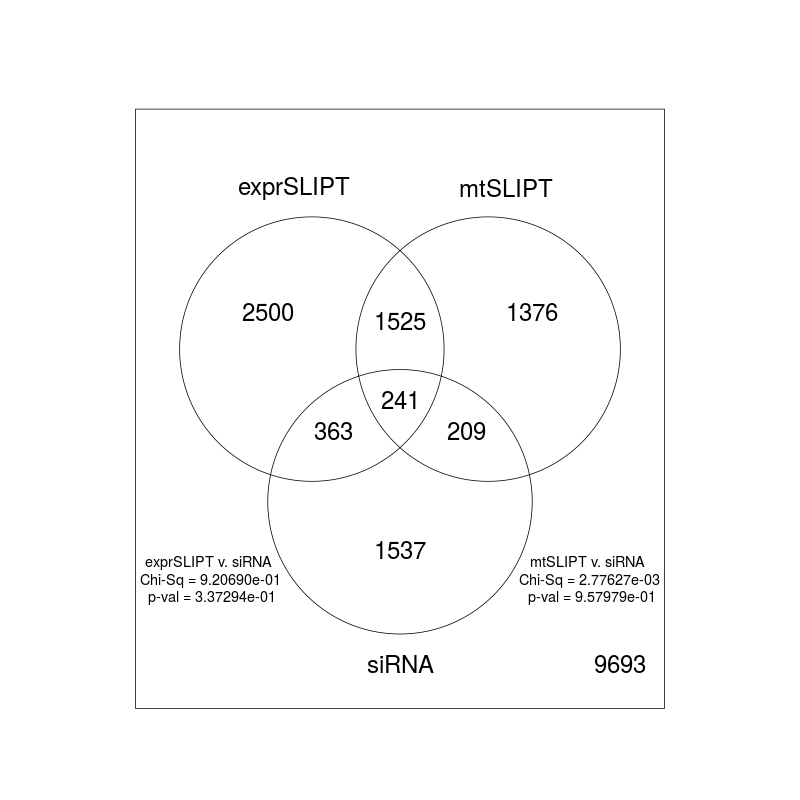 exprSLIPT
mtSLIPT
2500
1525
1376
241
363
209
1537
exprSLIPT v. siRNA
Chi-Sq = 9.20690e-01
p-val = 3.37294e-01
mtSLIPT v. siRNA
Chi-Sq = 2.77627e-03
p-val = 9.57979e-01
siRNA
9693